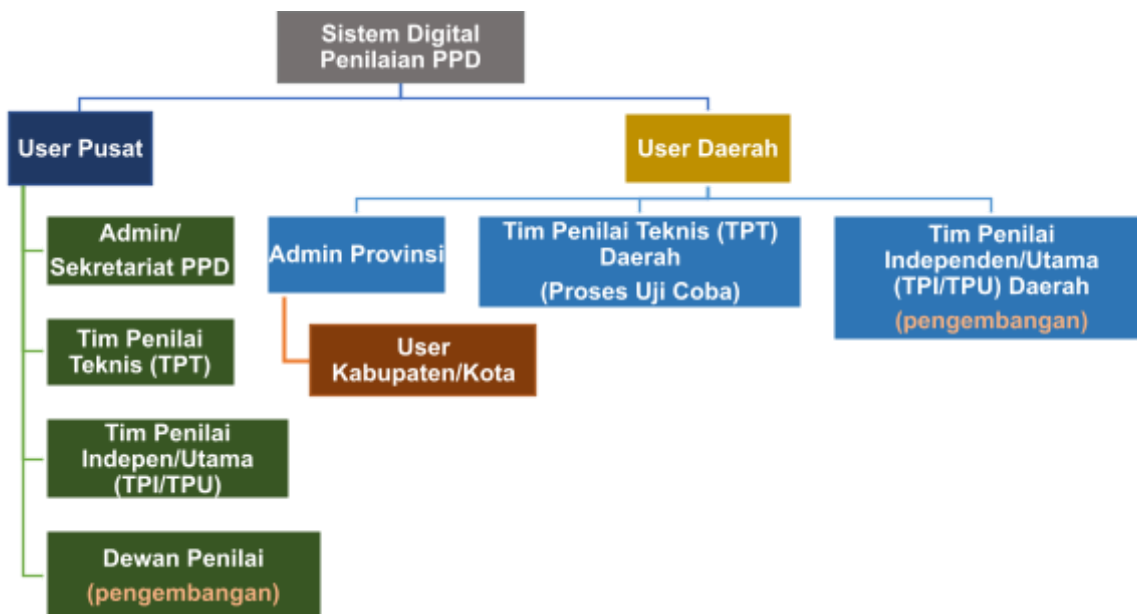 Sistem Digital
Penilaian PPD
User Pusat
User Daerah
Admin/
Sekretariat PPD
Tim Penilai
Teknis (TPT)
Tim Penilai
Indepen/Utama
(TPI/TPU)
Dewan Penilai
(pengembangan)
Admin Provinsi
User
Kabupaten/Kota
Tim Penilai Teknis (TPT)
Daerah
(Proses Uji Coba)
Tim Penilai
Independen/Utama
(TPI/TPU) Daerah
(pengembangan)